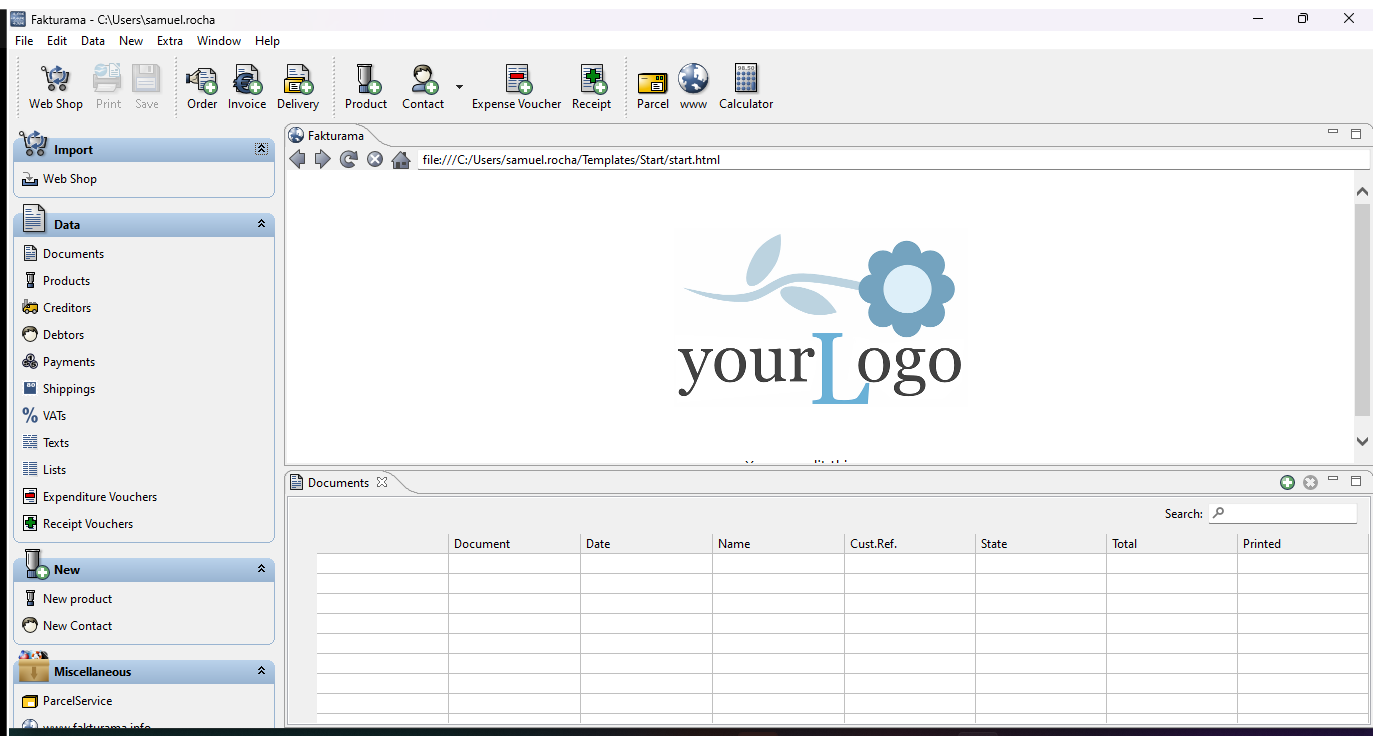 Fakturama - C:\Users\samuel.rocha
File Edit Data New Extra Window Help
Web Shop Print Save Order Invoice Delivery Product Contact Expense Voucher Receipt Parcel www Calculator
Import
Web Shop
Data
Documents
Products
Creditors
Debtors
Payments
Shippings
VATs
Texts
Lists
Expenditure Vouchers
Receipt Vouchers
New
New product
New Contact
Miscellaneous
ParcelService
www.fakturama.info
Fakturama
file:///C:/Users/samuel.rocha/Templates/Start/start.html
yourLogo
Documents
Search:
Document Date Name Cust.Ref. State Total Printed